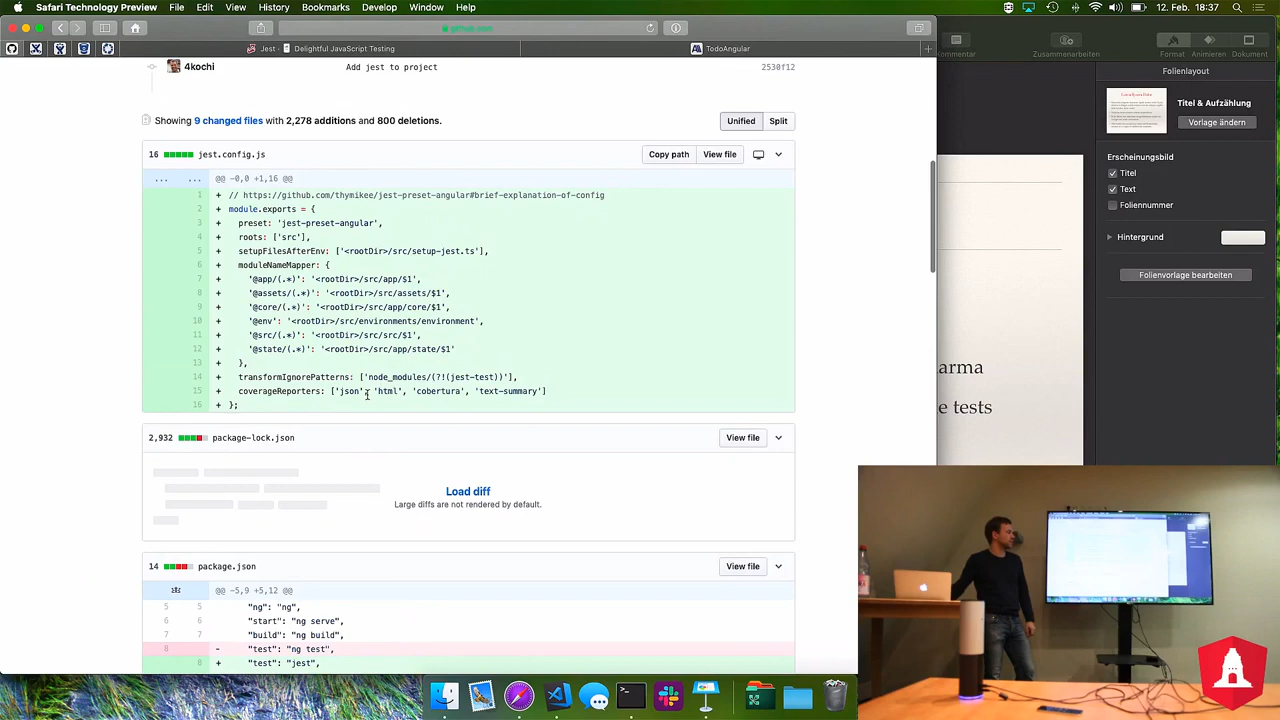 Safari Technology Preview File Edit View History Bookmarks Develop Window Help
12. Feb. 18:37
github.com
Jest - Delightful JavaScript Testing
TodoAngular
Kommentar
Zusammenarbeiten
Format Animieren Dokument
Folienlayout
Titel & Aufzählung
Vorlage ändern
Erscheinungsbild
Titel
Text
Foliennummer
Hintergrund
Folienvorlage bearbeiten
4kochi Add jest to project 2530f12
Showing 9 changed files with 2,278 additions and 800 deletions.
Unified Split
16 jest.config.js Copy path View file
... ... @@ -0,0 +1,16 @@
1 + // https://github.com/thymikee/jest-preset-angular#brief-explanation-of-config
2 + module.exports = {
3 + preset: 'jest-preset-angular',
4 + roots: ['src'],
5 + setupFilesAfterEnv: ['<rootDir>/src/setup-jest.ts'],
6 + moduleNameMapper: {
7 + '@app/(.*)': '<rootDir>/src/app/$1',
8 + '@assets/(.*)': '<rootDir>/src/assets/$1',
9 + '@core/(.*)': '<rootDir>/src/app/core/$1',
10 + '@env': '<rootDir>/src/environments/environment',
11 + '@src/(.*)': '<rootDir>/src/src/$1',
12 + '@state/(.*)': '<rootDir>/src/app/state/$1'
13 + },
14 + transformIgnorePatterns: ['node_modules/(?!(jest-test))'],
15 + coverageReporters: ['json', 'html', 'cobertura', 'text-summary']
16 + };
2,932 package-lock.json View file
Load diff
Large diffs are not rendered by default.
14 package.json View file
@@ -5,9 +5,12 @@
5 5 "ng": "ng",
6 6 "start": "ng serve",
7 7 "build": "ng build",
8 - "test": "ng test",
8 + "test": "jest",
arma
e tests